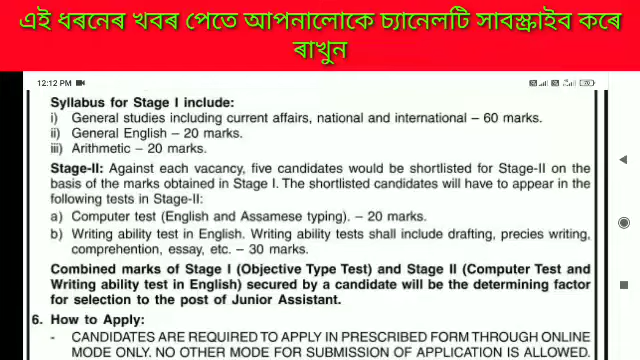 এই ধৰনেৰ খবৰ পেতে আপনালোকে চ্যানেলটি সাবস্ক্ৰাইব কৰে
ৰাখুন
12:12 PM
Syllabus for Stage I include:
i) General studies including current affairs, national and international – 60 marks.
ii) General English – 20 marks.
iii) Arithmetic – 20 marks.
Stage-II: Against each vacancy, five candidates would be shortlisted for Stage-II on the
basis of the marks obtained in Stage I. The shortlisted candidates will have to appear in the
following tests in Stage-II:
a) Computer test (English and Assamese typing). – 20 marks.
b) Writing ability test in English. Writing ability tests shall include drafting, precies writing,
comprehention, essay, etc. – 30 marks.
Combined marks of Stage I (Objective Type Test) and Stage II (Computer Test and
Writing ability test in English) secured by a candidate will be the determining factor
for selection to the post of Junior Assistant.
6. How to Apply:
- CANDIDATES ARE REQUIRED TO APPLY IN PRESCRIBED FORM THROUGH ONLINE
MODE ONLY. NO OTHER MODE FOR SUBMISSION OF APPLICATION IS ALLOWED.